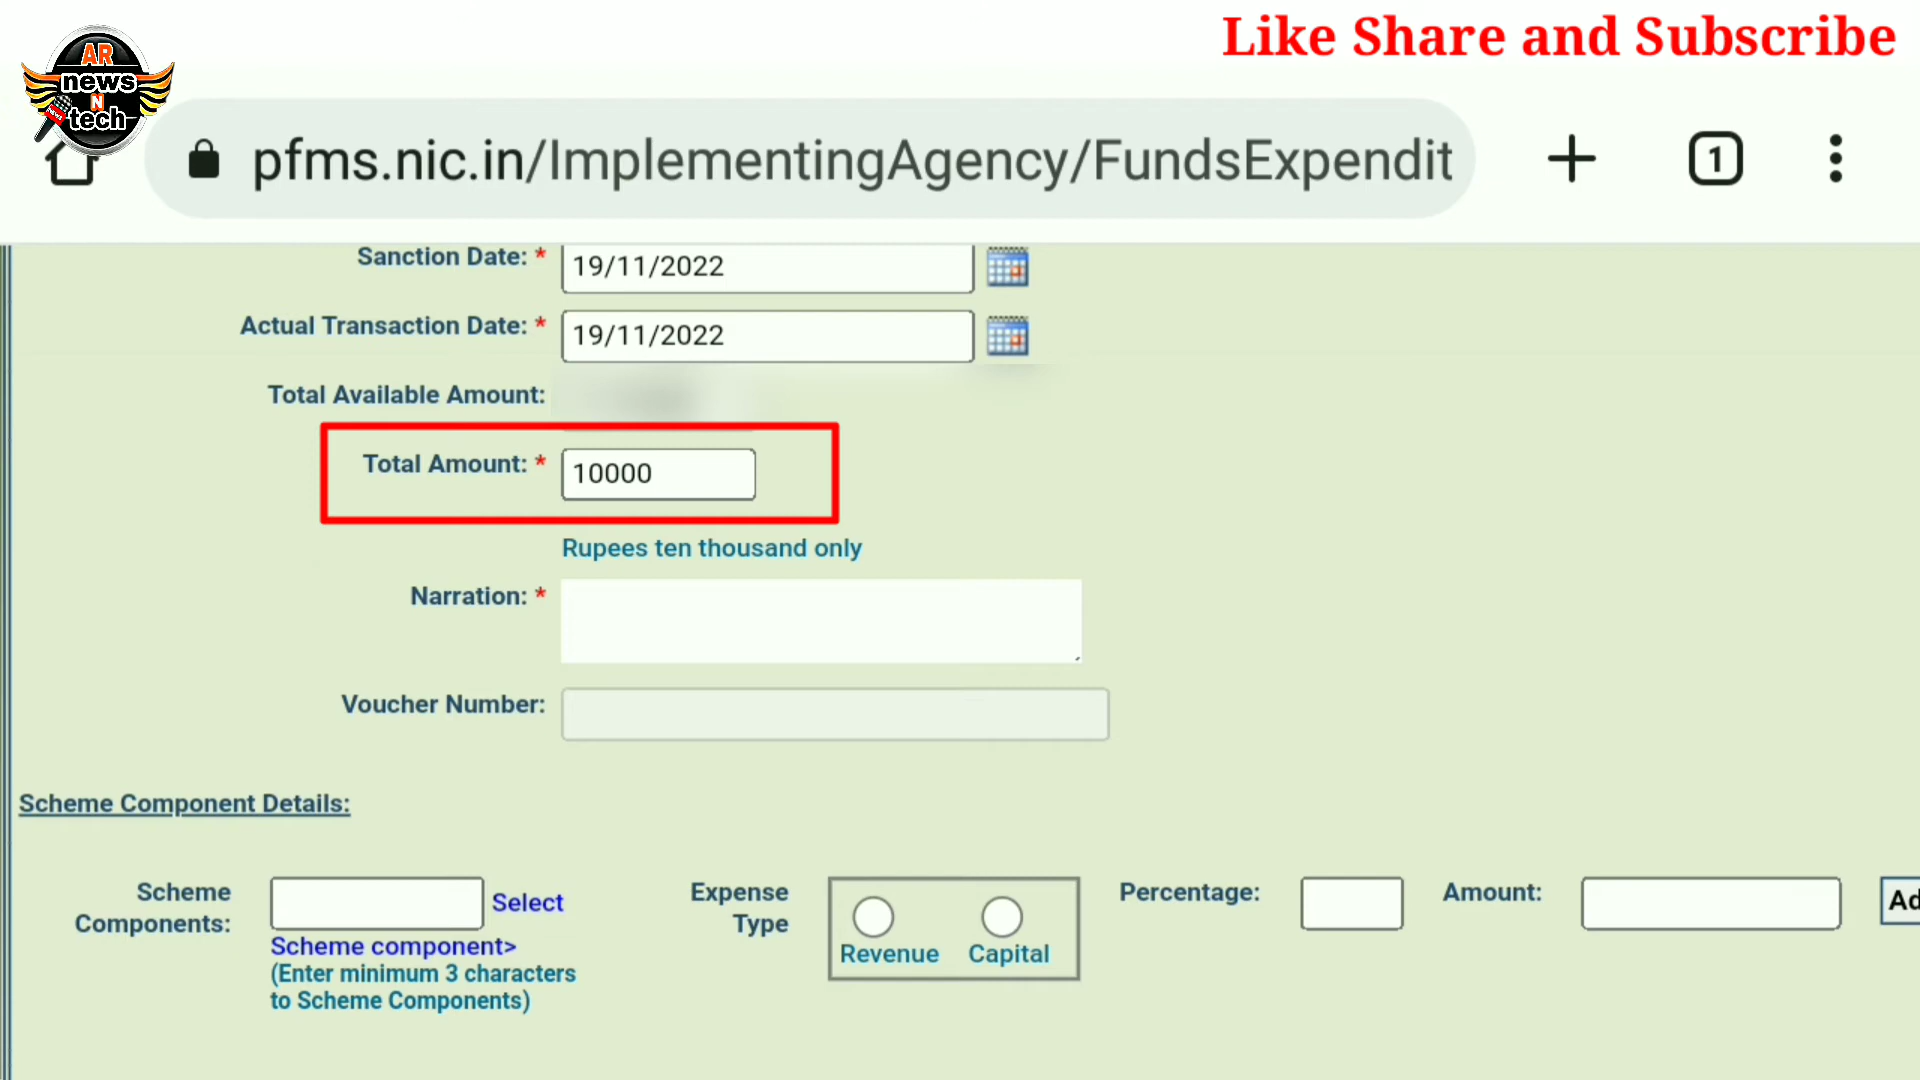 Like Share and Subscribe
AR
news
N
tech
pfms.nic.in/ImplementingAgency/FundsExpendit
1
Sanction Date: * 19/11/2022
Actual Transaction Date: * 19/11/2022
Total Available Amount:
Total Amount: * 10000
Rupees ten thousand only
Narration: *
Voucher Number:
Scheme Component Details:
Scheme Components: Select
Scheme component>
(Enter minimum 3 characters
to Scheme Components)
Expense Type
Revenue Capital
Percentage:
Amount:
Ad